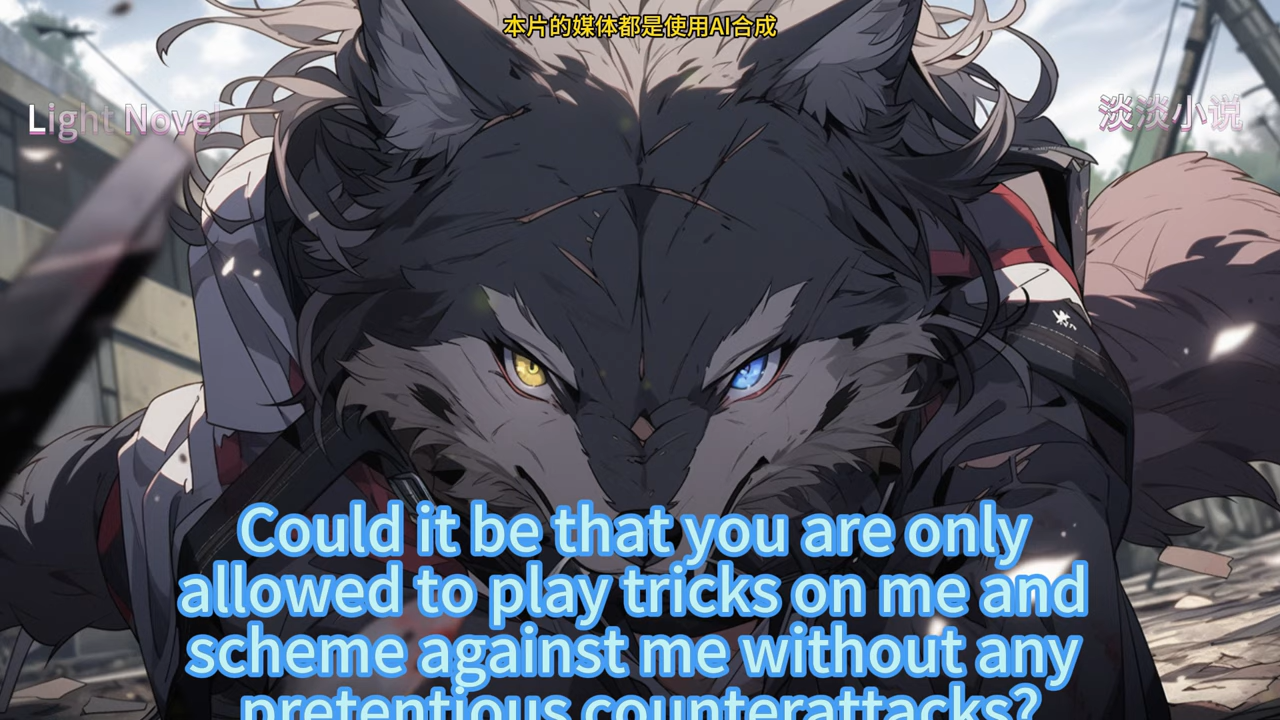 本片的媒体都是使用AI合成
Light Novel
淡淡小说
Could it be that you are only
allowed to play tricks on me and
scheme against me without any
pretentious counterattacks?